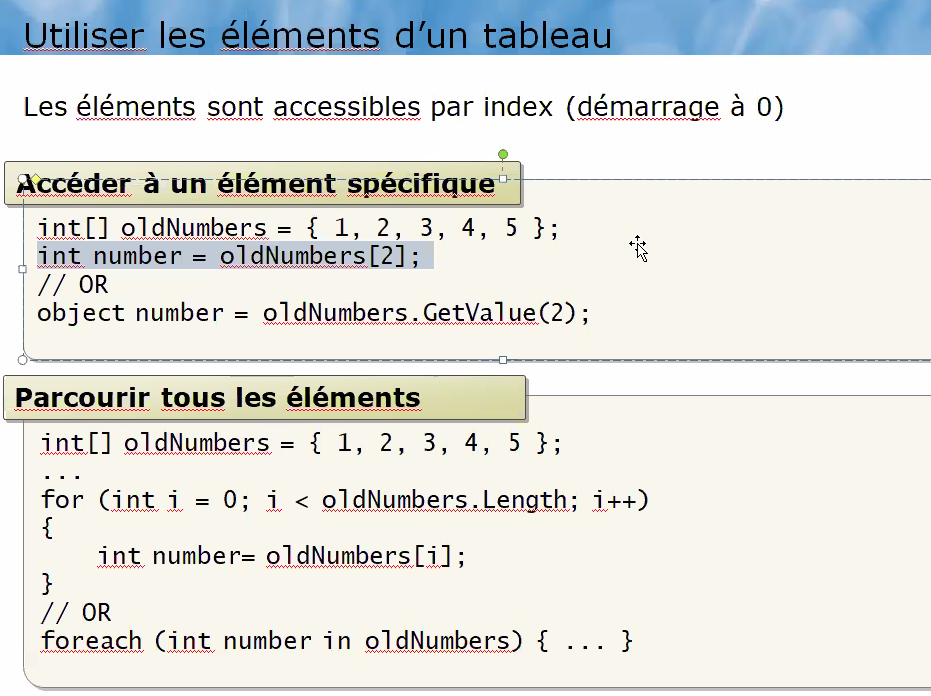 Utiliser les éléments d’un tableau
Les éléments sont accessibles par index (démarrage à 0)
Accéder à un élément spécifique
int[] oldNumbers = { 1, 2, 3, 4, 5 };
int number = oldNumbers[2];
// OR
object number = oldNumbers.GetValue(2);
Parcourir tous les éléments
int[] oldNumbers = { 1, 2, 3, 4, 5 };
...
for (int i = 0; i < oldNumbers.Length; i++)
{
int number= oldNumbers[i];
}
// OR
foreach (int number in oldNumbers) { ... }